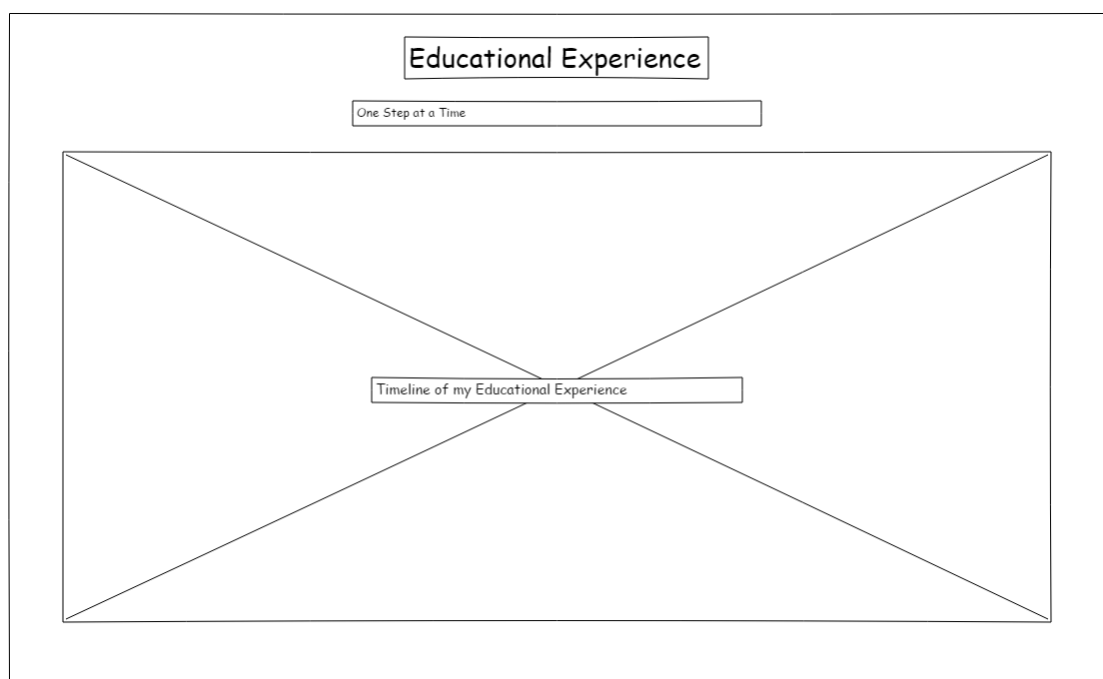 Educational Experience
One Step at a Time
Timeline of my Educational Experience